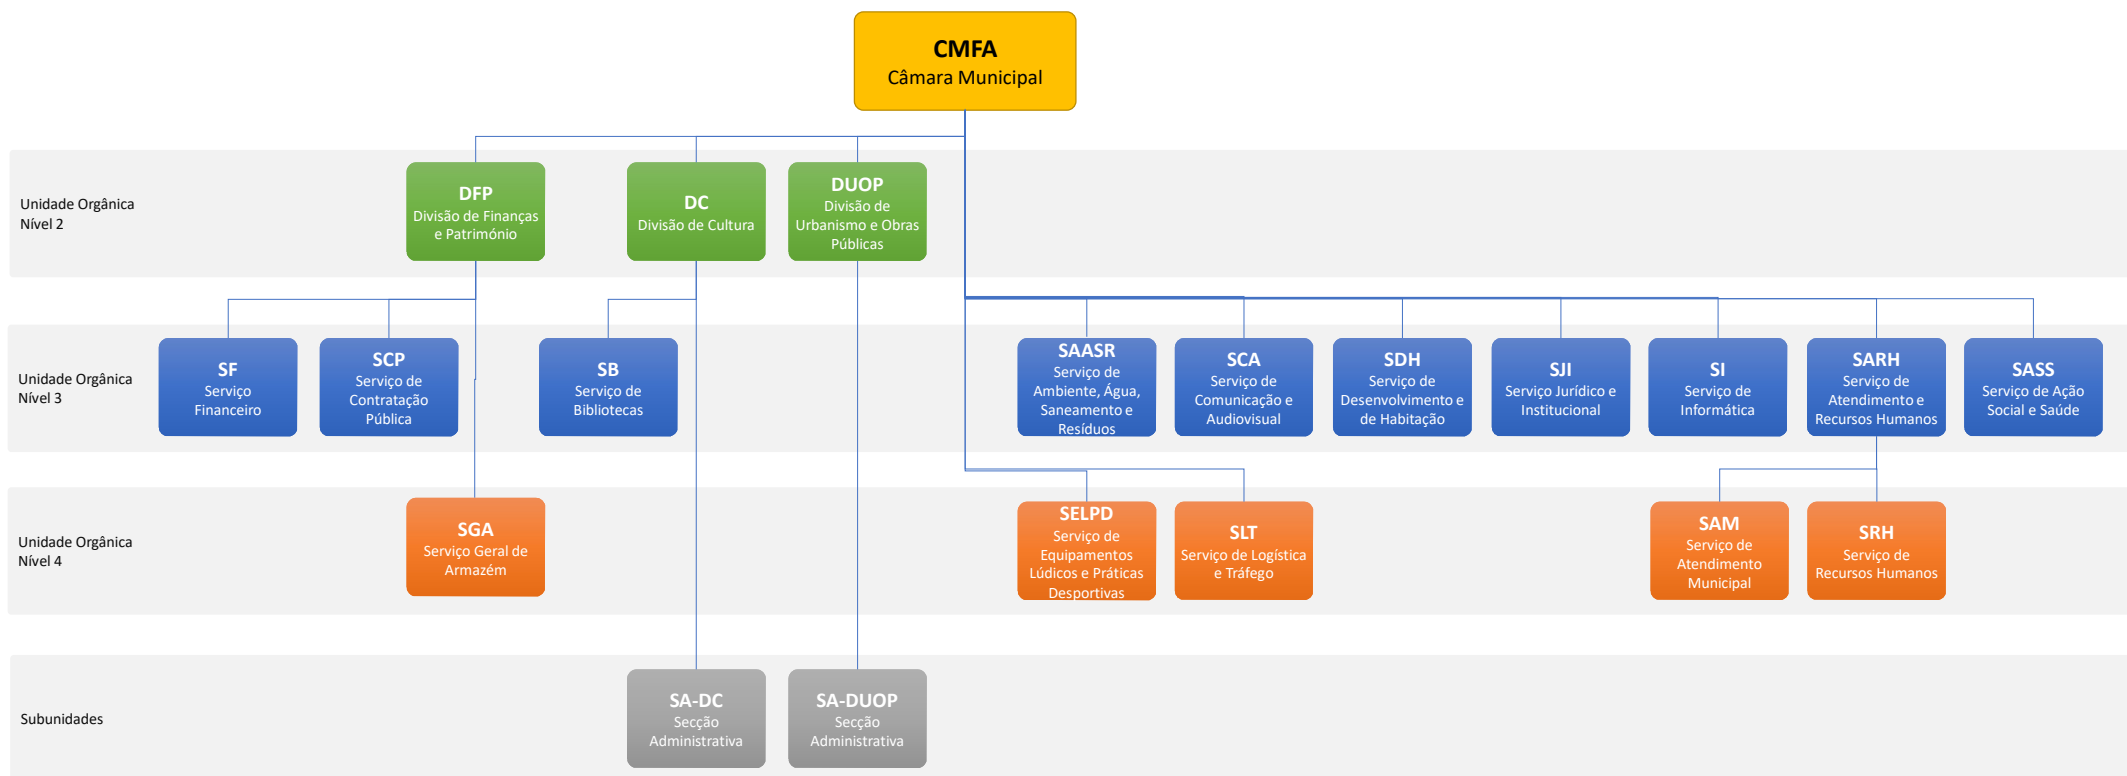 CMFA
Câmara Municipal
Unidade Orgânica
Nível 2
DFP
Divisão de Finanças
e Património
DC
Divisão de Cultura
DUOP
Divisão de
Urbanismo e Obras
Públicas
Unidade Orgânica
Nível 3
SF
Serviço
Financeiro
SCP
Serviço de
Contratação
Pública
SB
Serviço de
Bibliotecas
SAASR
Serviço de
Ambiente, Água,
Saneamento e
Resíduos
SCA
Serviço de
Comunicação e
Audiovisual
SDH
Serviço de
Desenvolvimento e
de Habitação
SJI
Serviço Jurídico e
Institucional
SI
Serviço de
Informática
SARH
Serviço de
Atendimento e
Recursos Humanos
SASS
Serviço de Ação
Social e Saúde
Unidade Orgânica
Nível 4
SGA
Serviço Geral de
Armazém
SELPD
Serviço de
Equipamentos
Lúdicos e Práticas
Desportivas
SLT
Serviço de Logística
e Tráfego
SAM
Serviço de
Atendimento
Municipal
SRH
Serviço de
Recursos Humanos
Subunidades
SA-DC
Secção
Administrativa
SA-DUOP
Secção
Administrativa